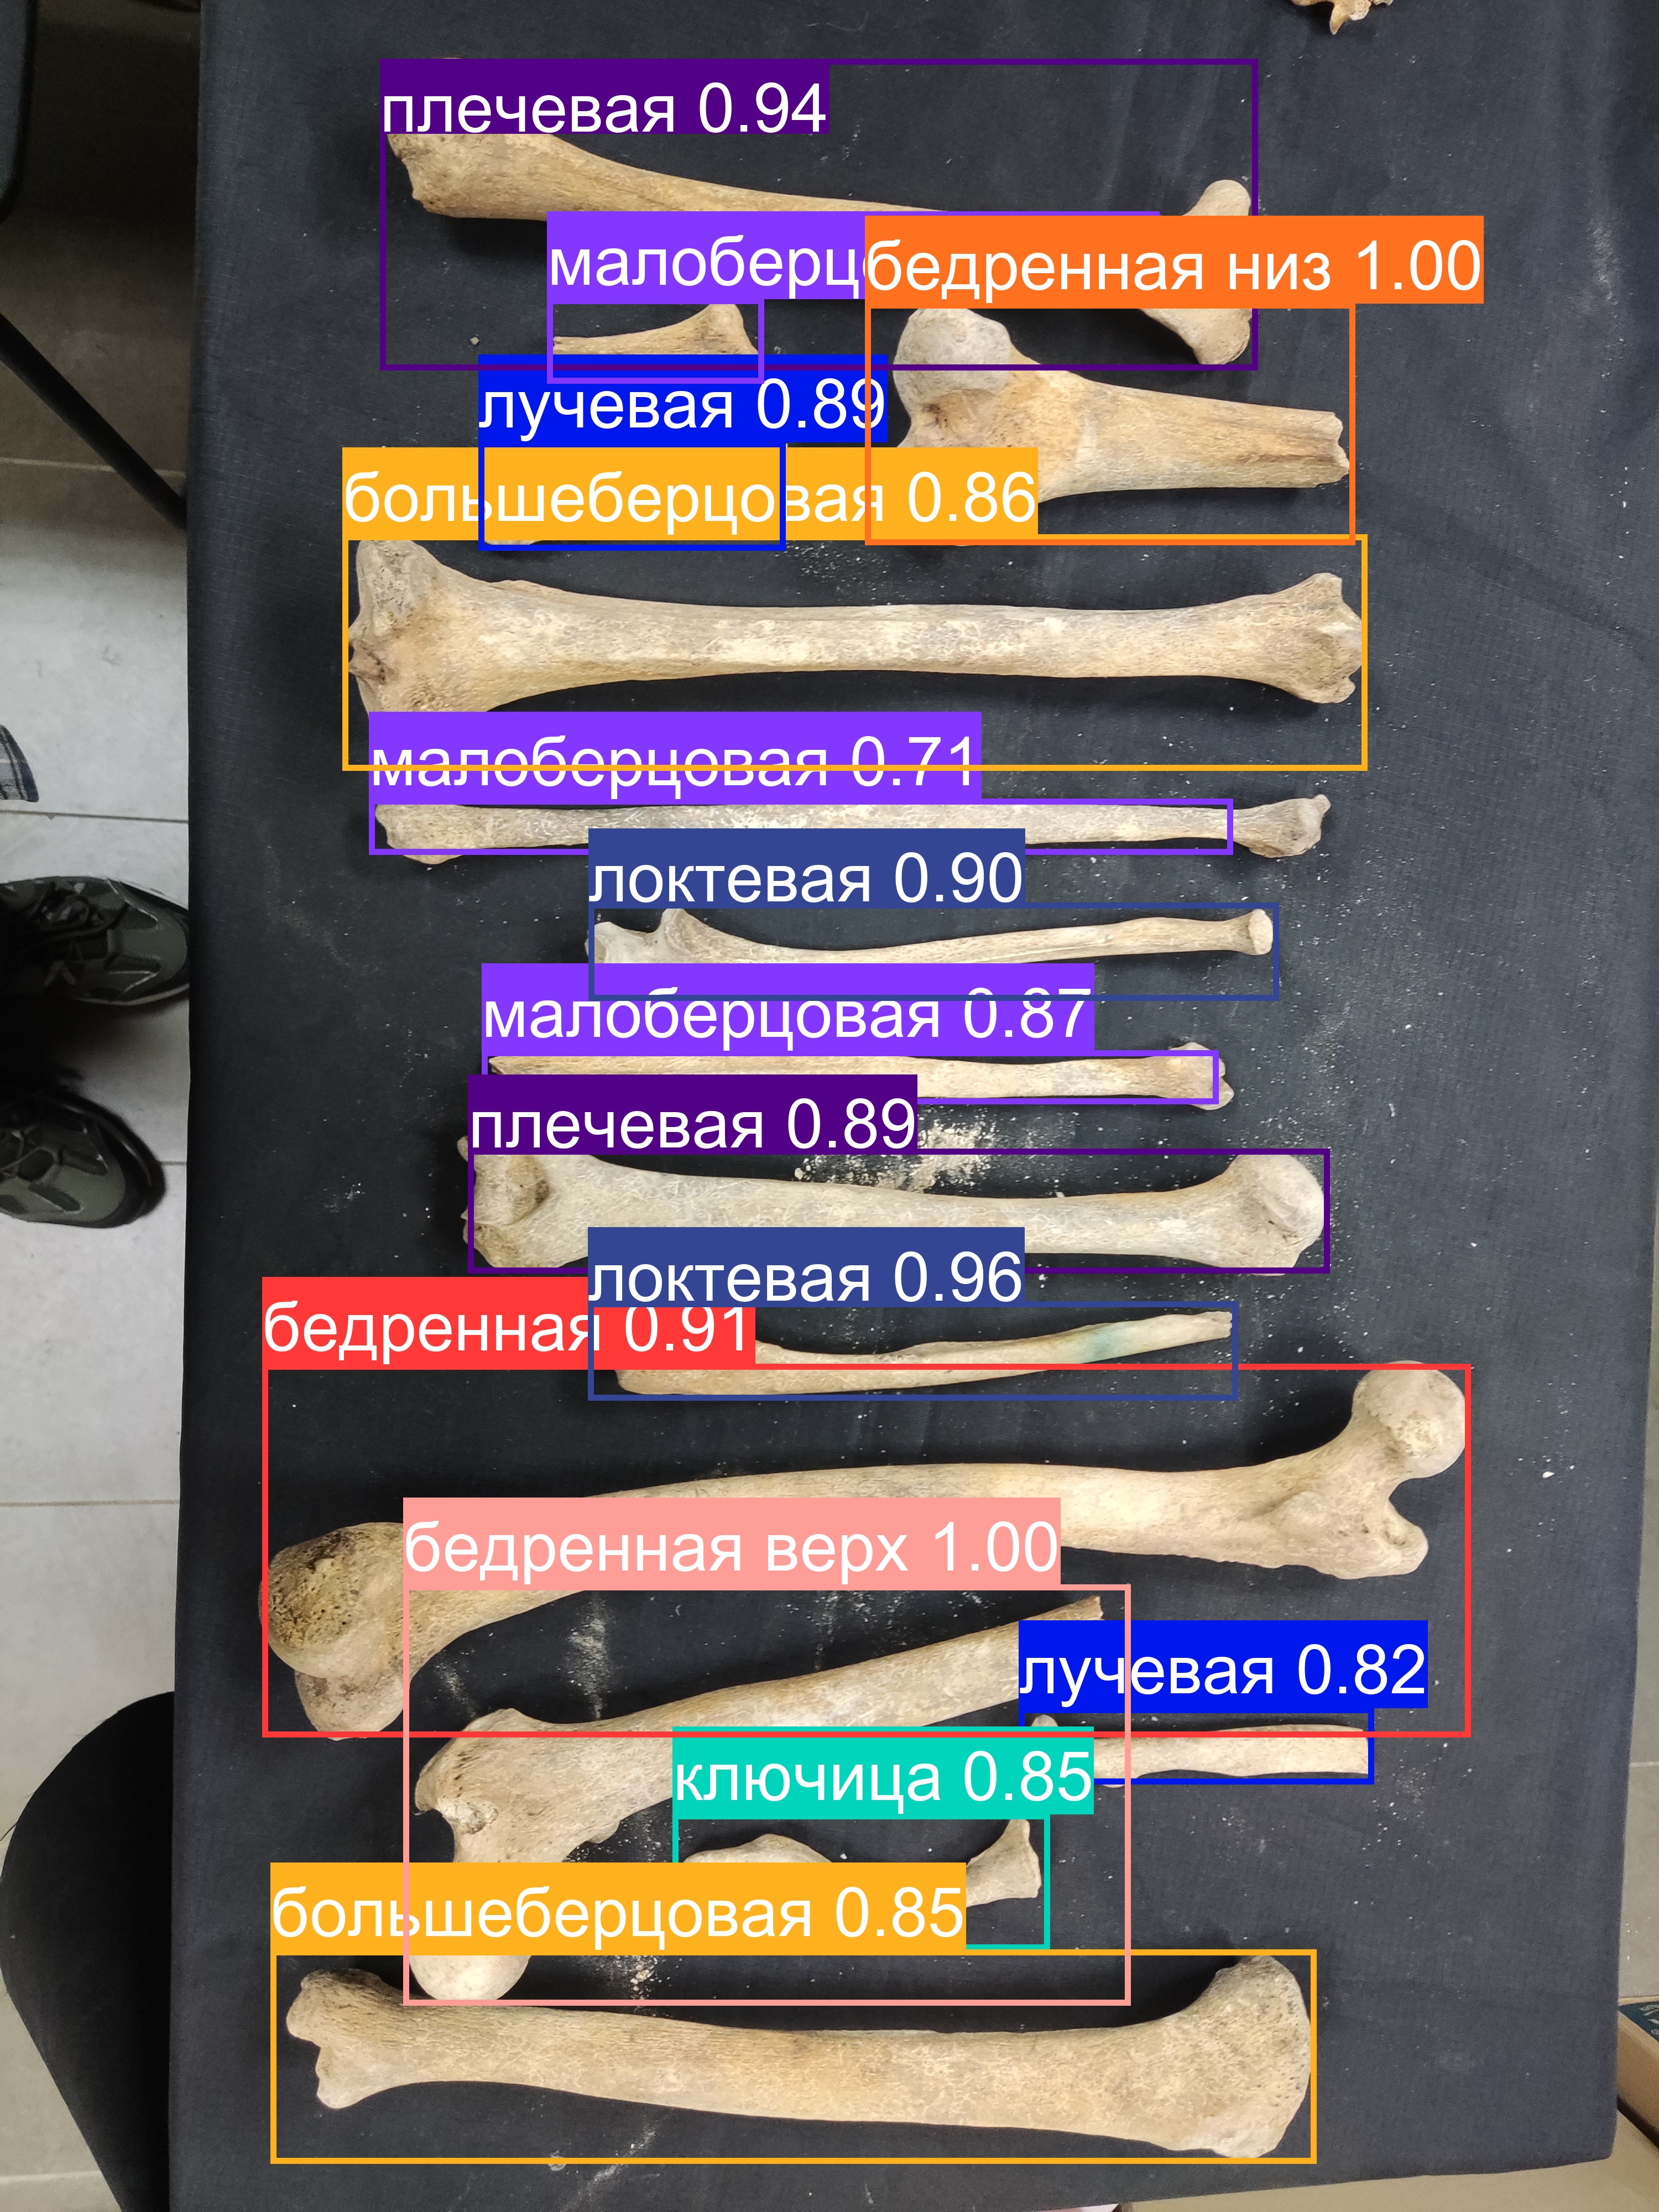 плечевая 0.94
малоберц
бедренная низ 1.00
лучевая 0.89
большеберцовая 0.86
малоберцовая 0.71
локтевая 0.90
малоберцовая 0.87
плечевая 0.89
локтевая 0.96
бедренная 0.91
бедренная верх 1.00
лучевая 0.82
ключица 0.85
большеберцовая 0.85